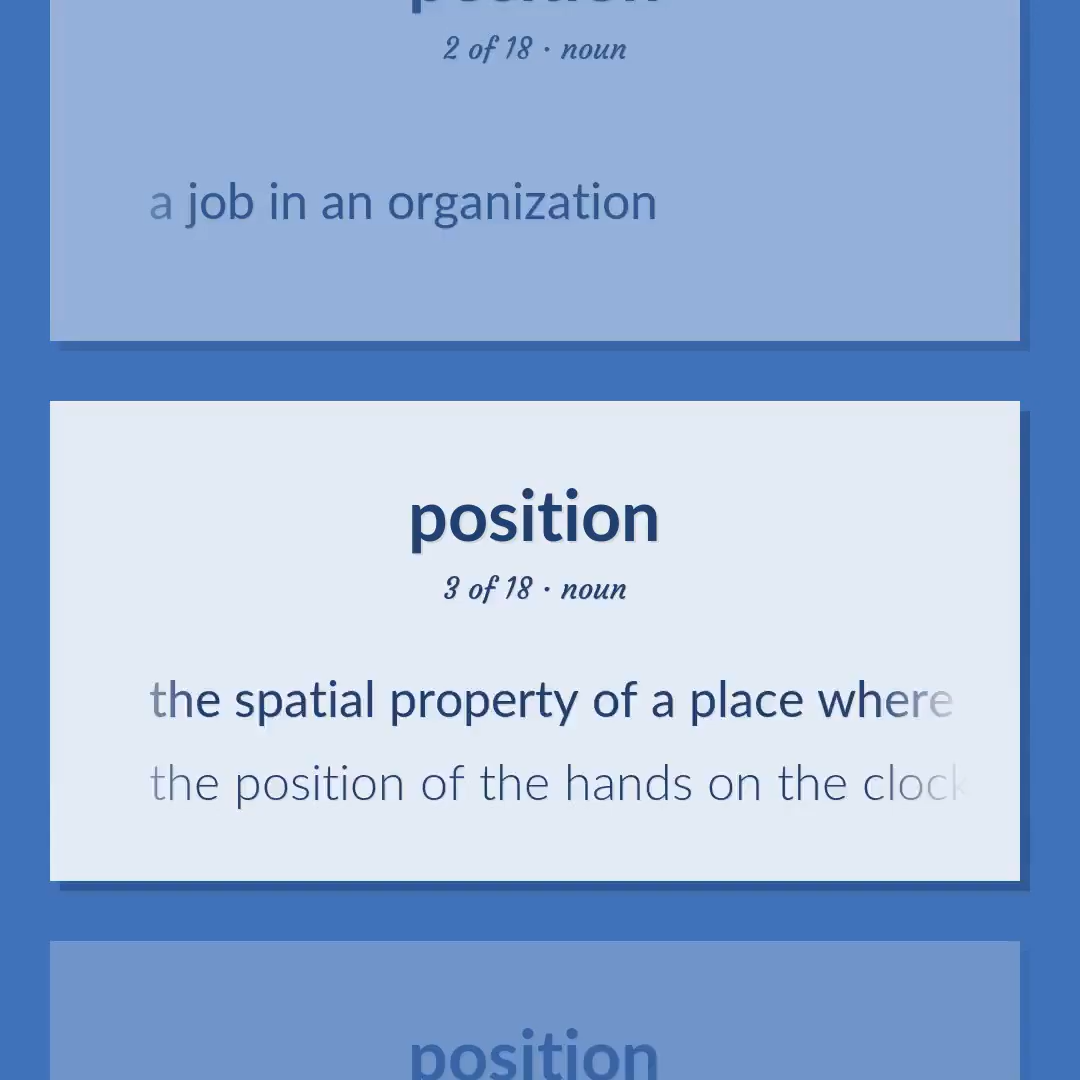 position
2 of 18 · noun
a job in an organization
position
3 of 18 · noun
the spatial property of a place where
the position of the hands on the clock
position